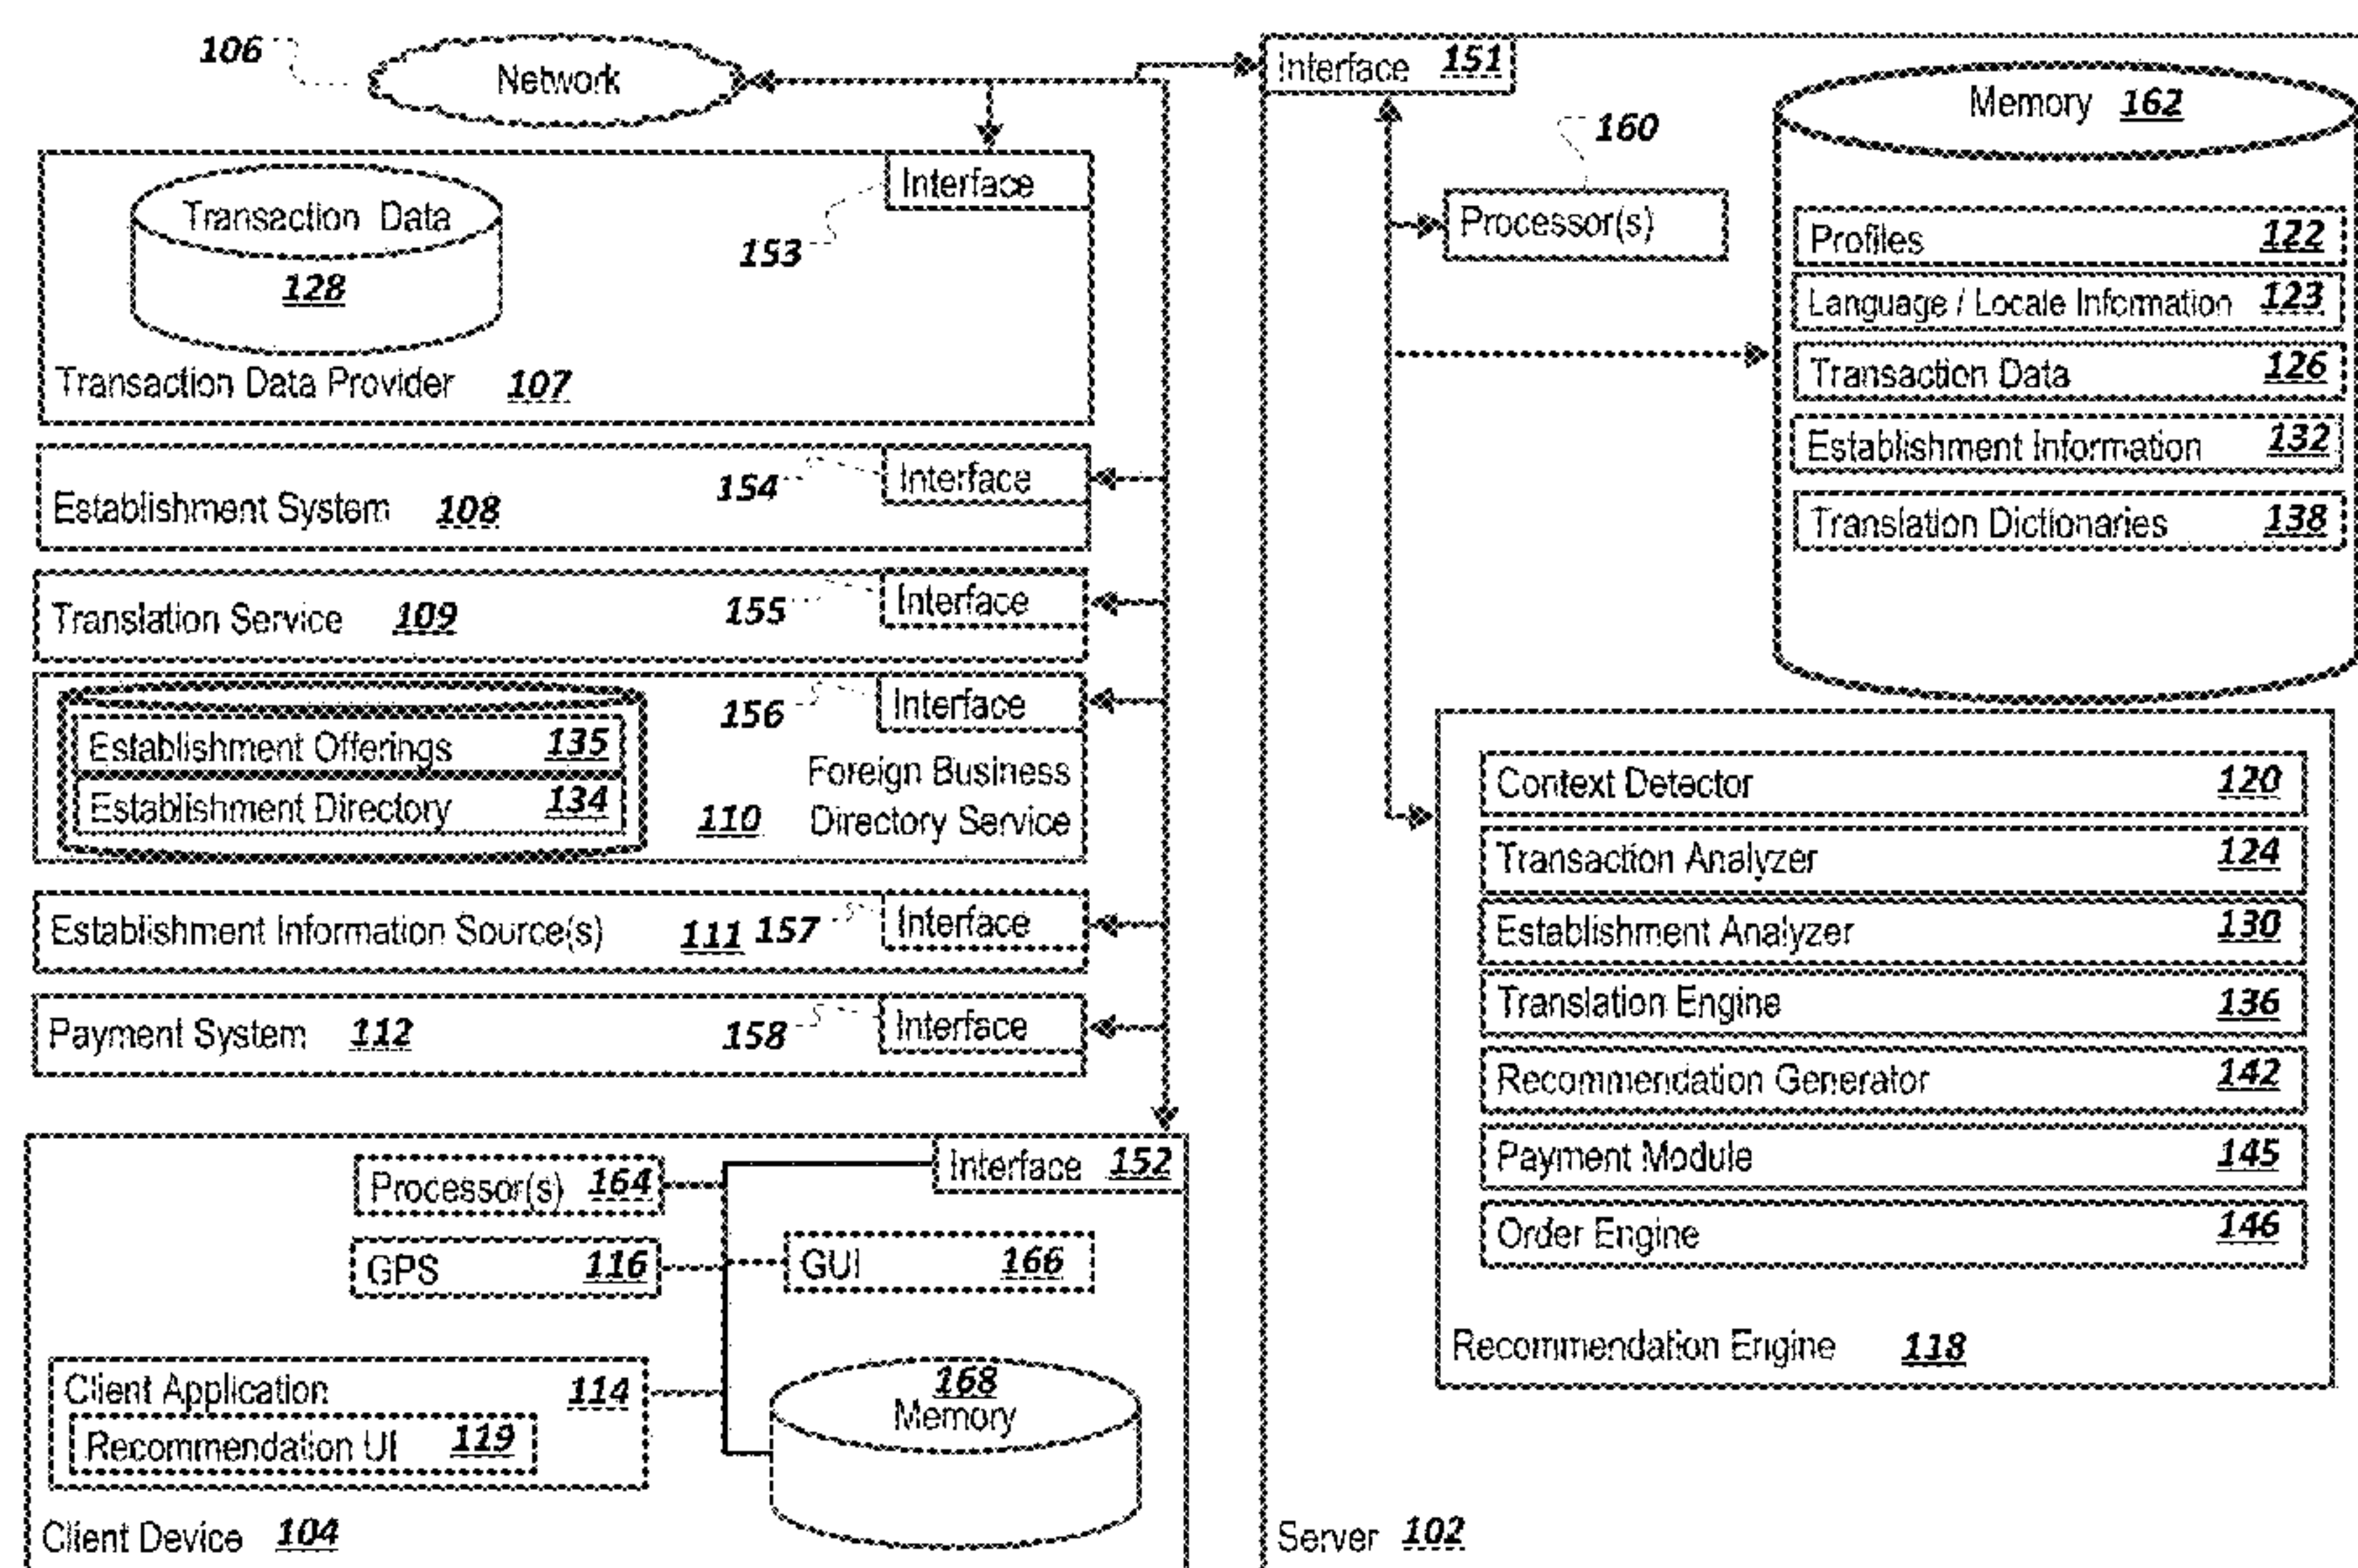 106
Network
Interface 151
Memory 162
160
Processor(s)
Profiles 122
Language / Locale Information 123
Transaction Data 126
Establishment Information 132
Translation Dictionaries 138
Interface
153
Transaction Data
128
Transaction Data Provider 107
154
Interface
Establishment System 108
155
Interface
Translation Service 109
156
Interface
Establishment Offerings 135
Establishment Directory 134
Foreign Business
110 Directory Service
Establishment Information Source(s) 111
157
Interface
Payment System 112
158
Interface
Context Detector 120
Transaction Analyzer 124
Establishment Analyzer 130
Translation Engine 136
Recommendation Generator 142
Payment Module 145
Order Engine 146
Recommendation Engine 118
Interface 152
Processor(s) 164
GPS 116
GUI 166
Client Application 114
Recommendation UI 119
168
Memory
Client Device 104
Server 102